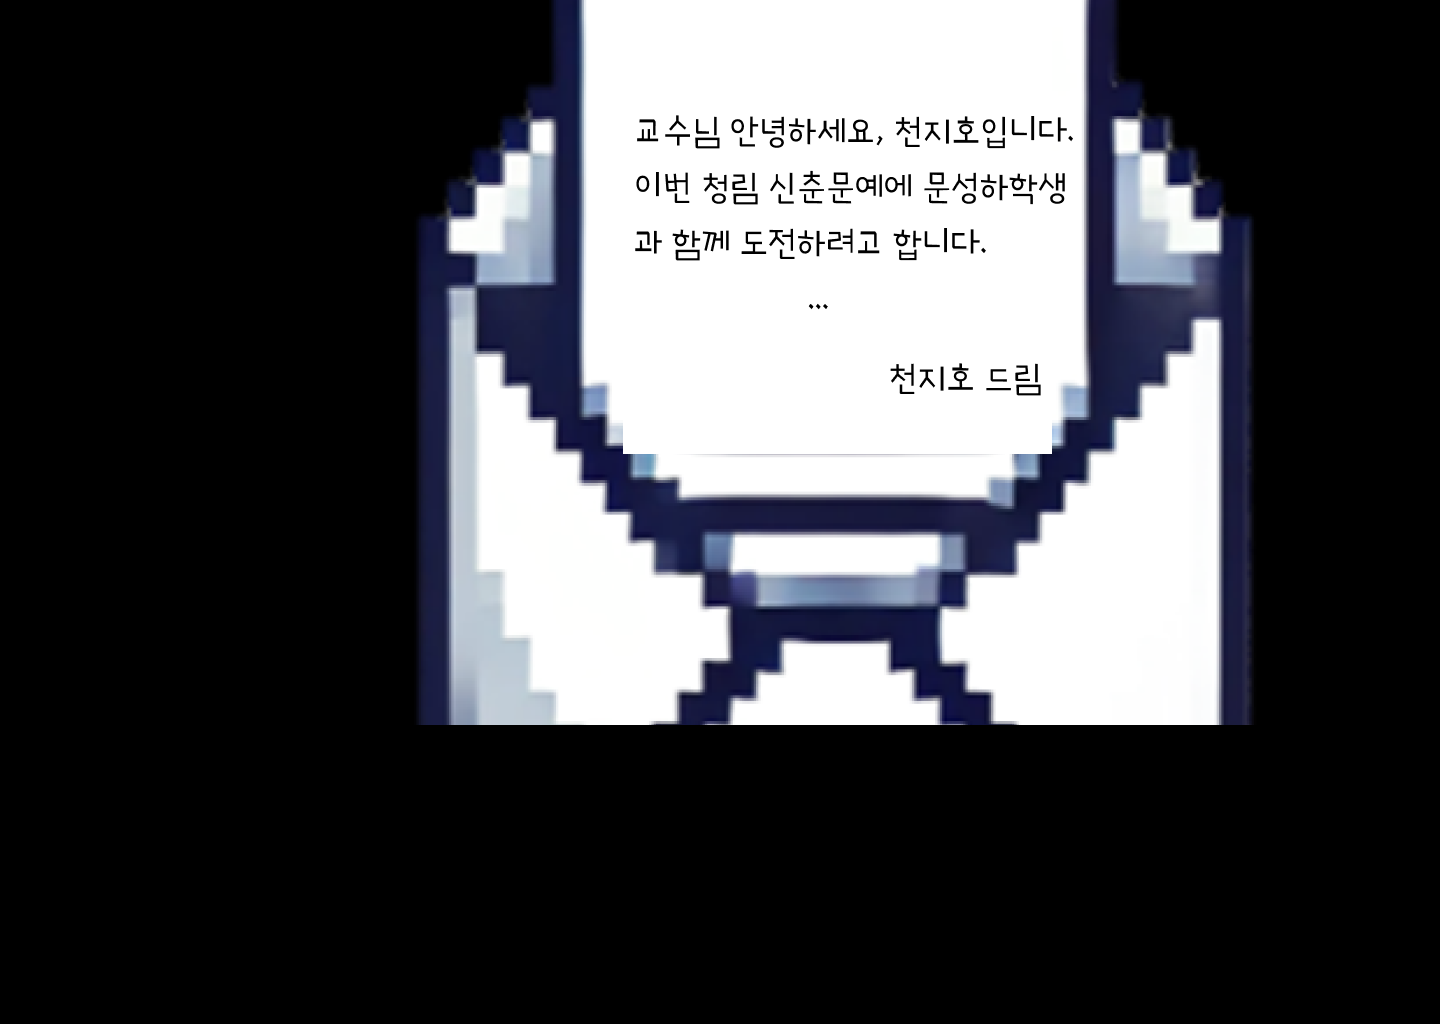 교수님 안녕하세요, 천지호입니다.
이번 청림 신춘문예에 문성하학생
과 함께 도전하려고 합니다.
...
천지호 드림